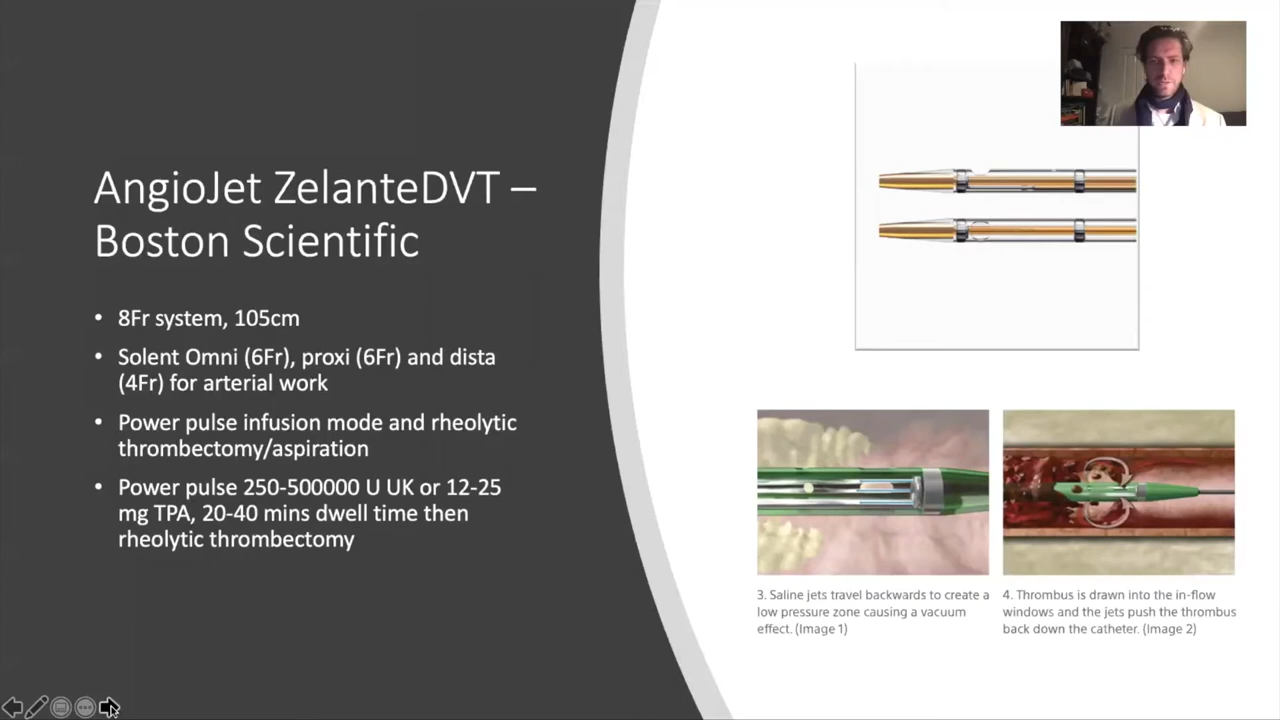 AngioJet ZelanteDVT –
Boston Scientific
• 8Fr system, 105cm
• Solent Omni (6Fr), proxi (6Fr) and dista
(4Fr) for arterial work
• Power pulse infusion mode and rheolytic
thrombectomy/aspiration
• Power pulse 250-500000 U UK or 12-25
mg TPA, 20-40 mins dwell time then
rheolytic thrombectomy
3. Saline jets travel backwards to create a
low pressure zone causing a vacuum
effect. (Image 1)
4. Thrombus is drawn into the in-flow
windows and the jets push the thrombus
back down the catheter. (Image 2)